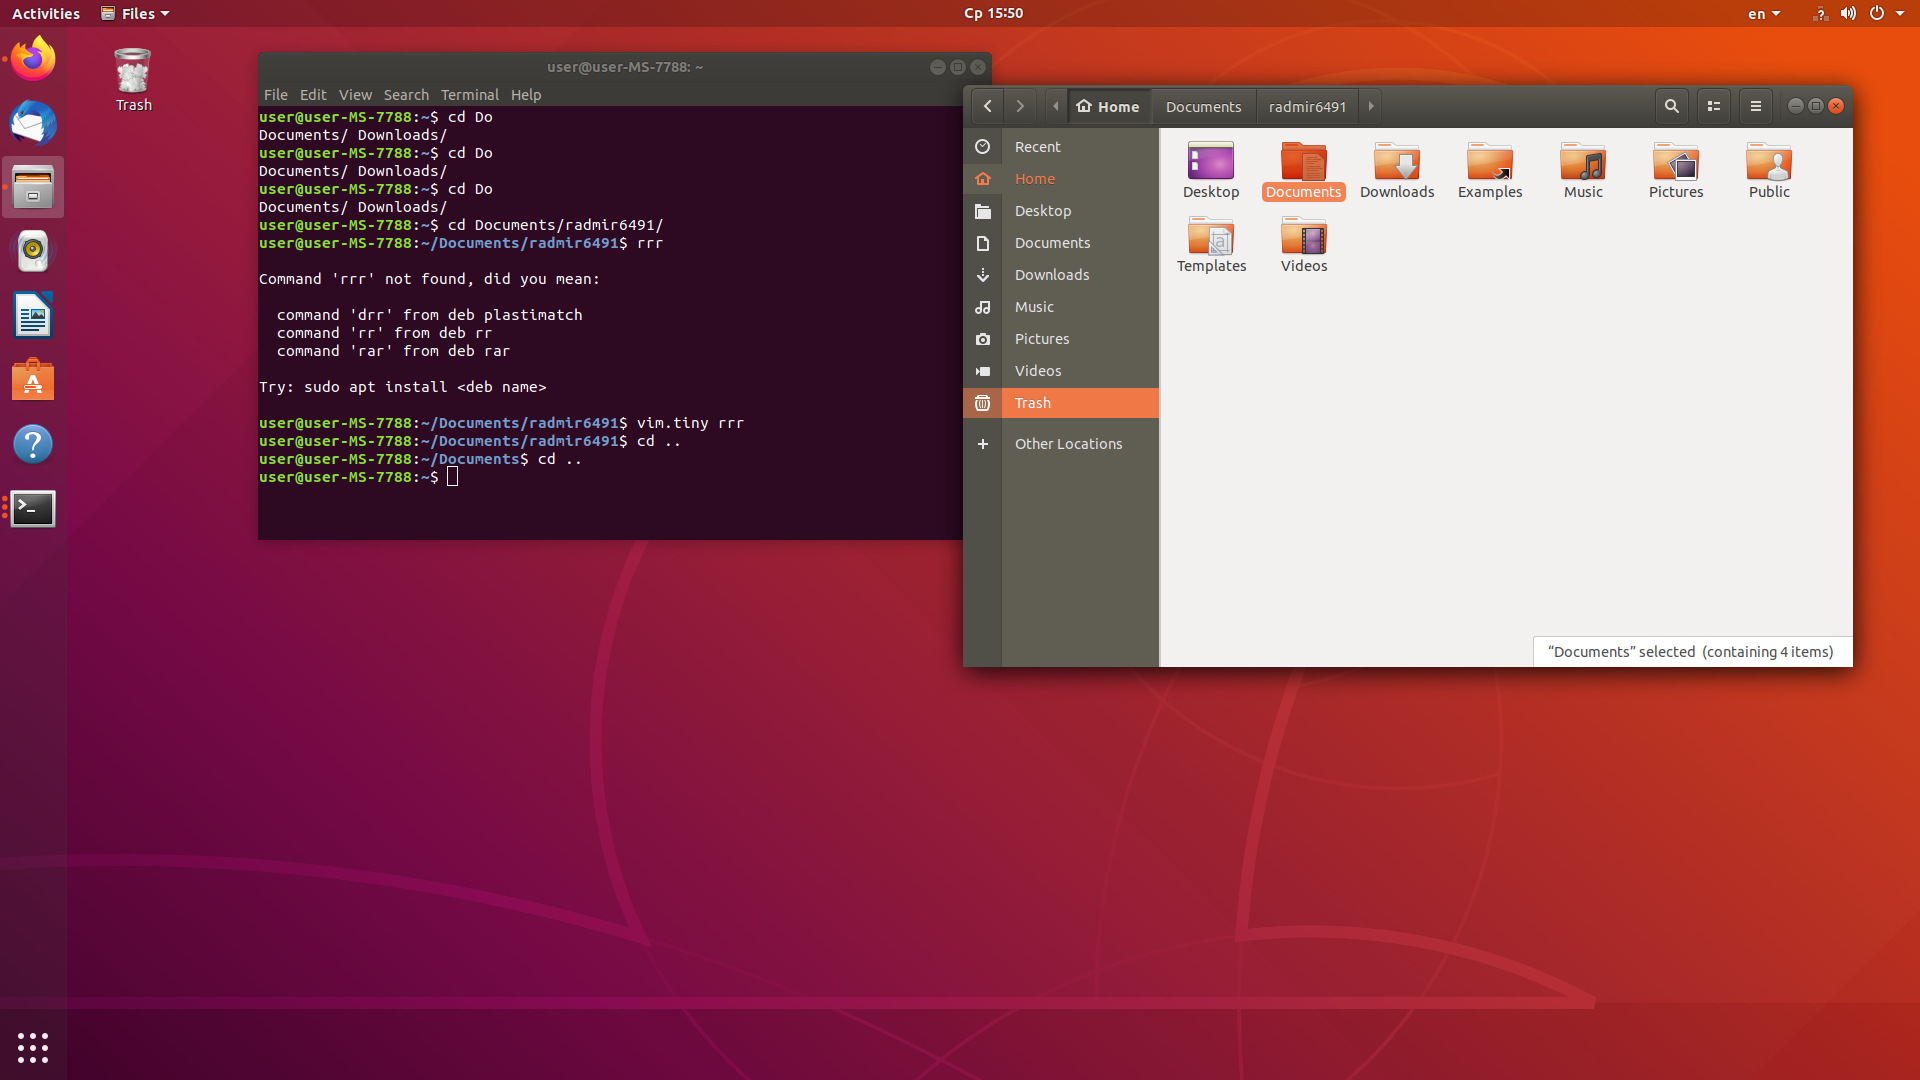 Activities Files Ср 15:50 en
Trash
user@user-MS-7788: ~
File Edit View Search Terminal Help
user@user-MS-7788:~$ cd Do
Documents/ Downloads/
user@user-MS-7788:~$ cd Do
Documents/ Downloads/
user@user-MS-7788:~$ cd Do
Documents/ Downloads/
user@user-MS-7788:~$ cd Documents/radmir6491/
user@user-MS-7788:~/Documents/radmir6491$ rrr
Command 'rrr' not found, did you mean:
command 'drr' from deb plastimatch
command 'rr' from deb rr
command 'rar' from deb rar
Try: sudo apt install <deb name>
user@user-MS-7788:~/Documents/radmir6491$ vim.tiny rrr
user@user-MS-7788:~/Documents/radmir6491$ cd ..
user@user-MS-7788:~/Documents$ cd ..
user@user-MS-7788:~$
Home Documents radmir6491
Recent
Home
Desktop
Documents
Downloads
Music
Pictures
Videos
Trash
Other Locations
Desktop Documents Downloads Examples Music Pictures Public
Templates Videos
“Documents” selected (containing 4 items)